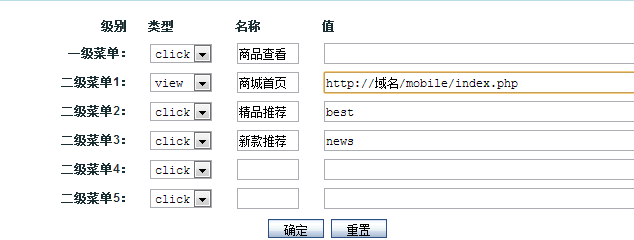 级别 类型 名称 值
一级菜单： click 商品查看
二级菜单1： view 商城首页 http://域名/mobile/index.php
二级菜单2： click 精品推荐 best
二级菜单3： click 新款推荐 news
二级菜单4： click
二级菜单5： click
确定 重置